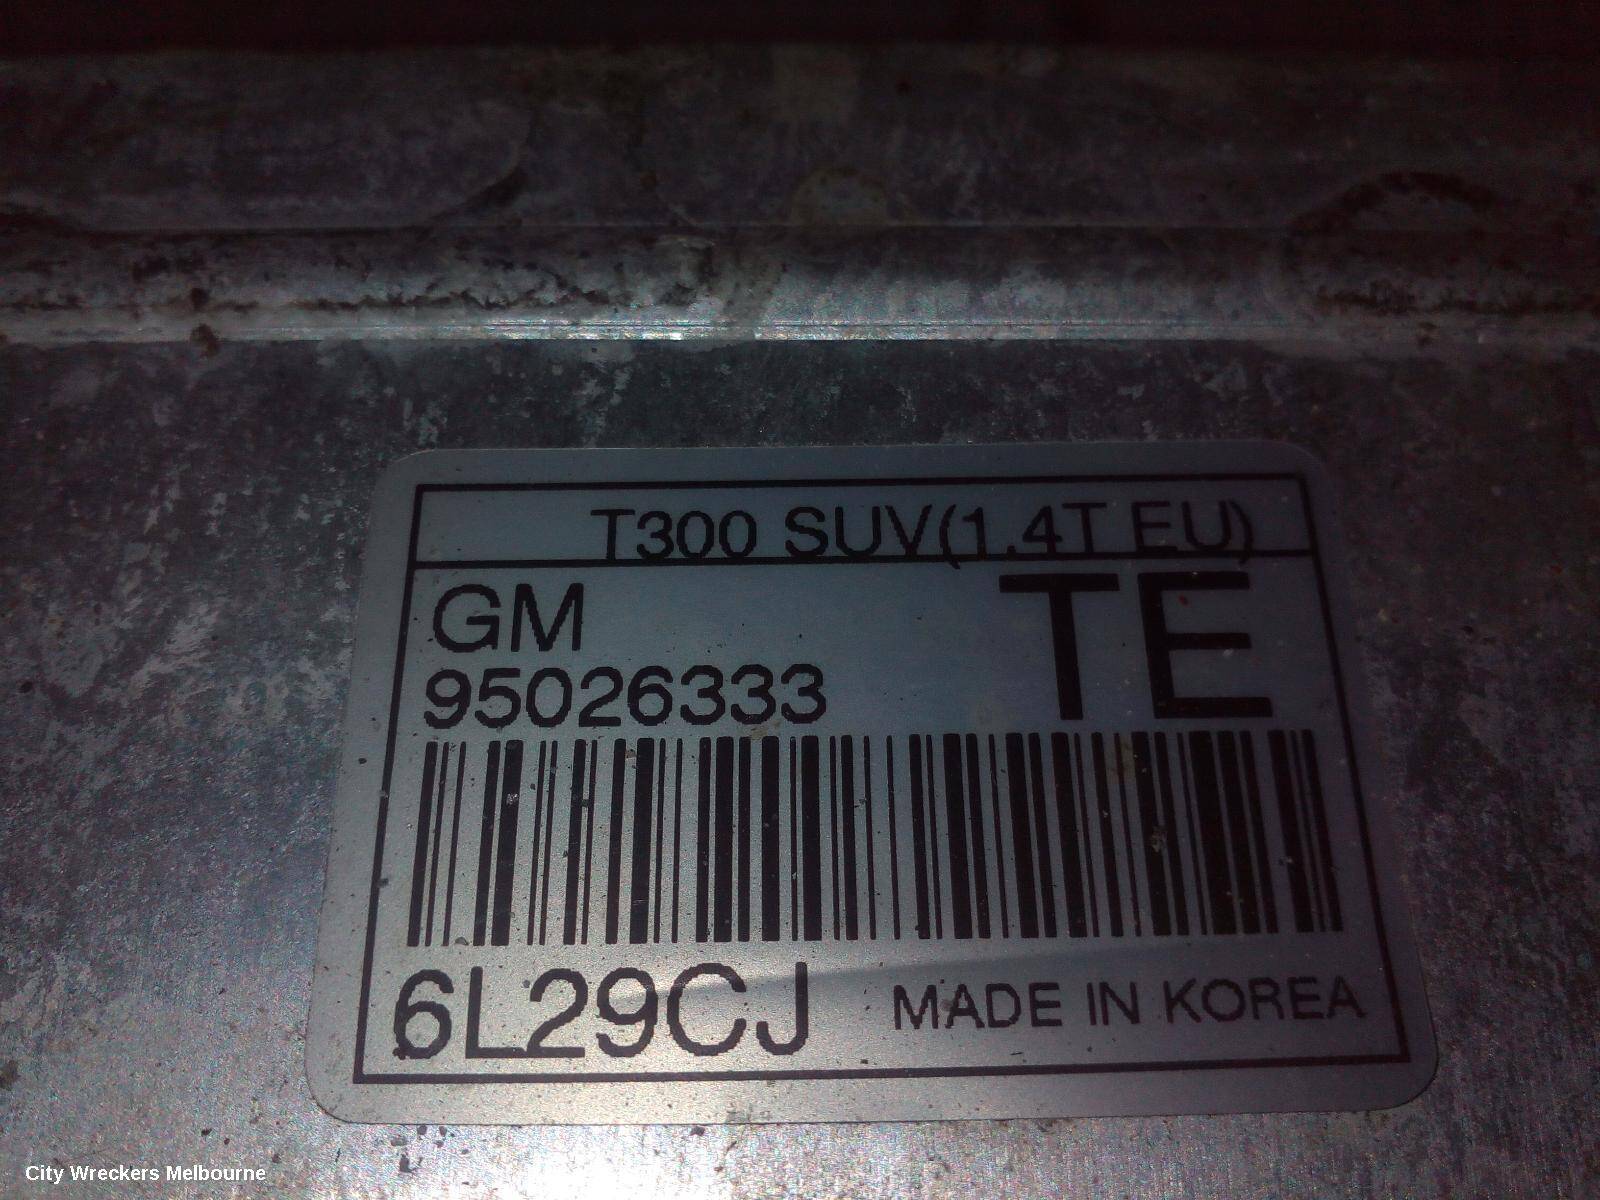 T300 SUV(1.4T EU)
GM
TE
95026333
6L29CJ MADE IN KOREA
City Wreckers Melbourne